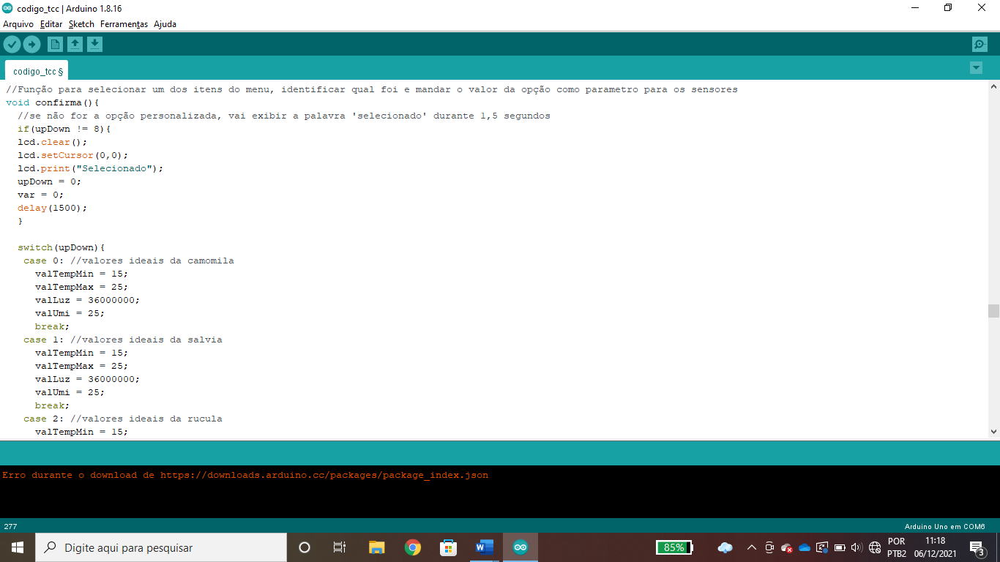 codigo_tcc | Arduino 1.8.16
Arquivo Editar Sketch Ferramentas Ajuda
codigo_tcc §
//Função para selecionar um dos itens do menu, identificar qual foi e mandar o valor da opção como parametro para os sensores
void confirma(){
//se não for a opção personalizada, vai exibir a palavra 'selecionado' durante 1,5 segundos
if(upDown != 8){
lcd.clear();
lcd.setCursor(0,0);
lcd.print("Selecionado");
upDown = 0;
var = 0;
delay(1500);
}
switch(upDown){
case 0: //valores ideais da camomila
valTempMin = 15;
valTempMax = 25;
valLuz = 36000000;
valUmi = 25;
break;
case 1: //valores ideais da salvia
valTempMin = 15;
valTempMax = 25;
valLuz = 36000000;
valUmi = 25;
break;
case 2: //valores ideais da rucula
valTempMin = 15;
Erro durante o download de https://downloads.arduino.cc/packages/package_index.json
277
Arduino Uno em COM6
Digite aqui para pesquisar
85%
POR
PTB2
11:18
06/12/2021
3